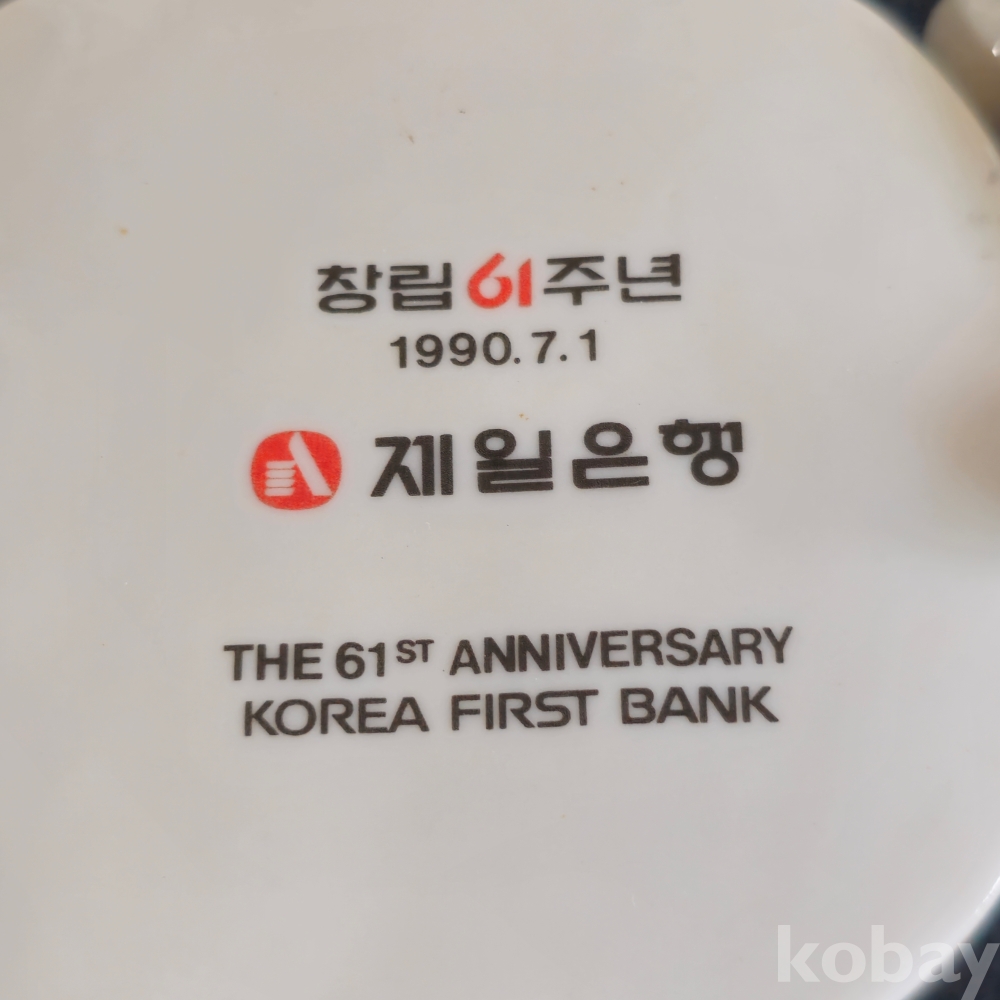 창립61주년
1990.7.1
제일은행
THE 61ST ANNIVERSARY
KOREA FIRST BANK
kobay